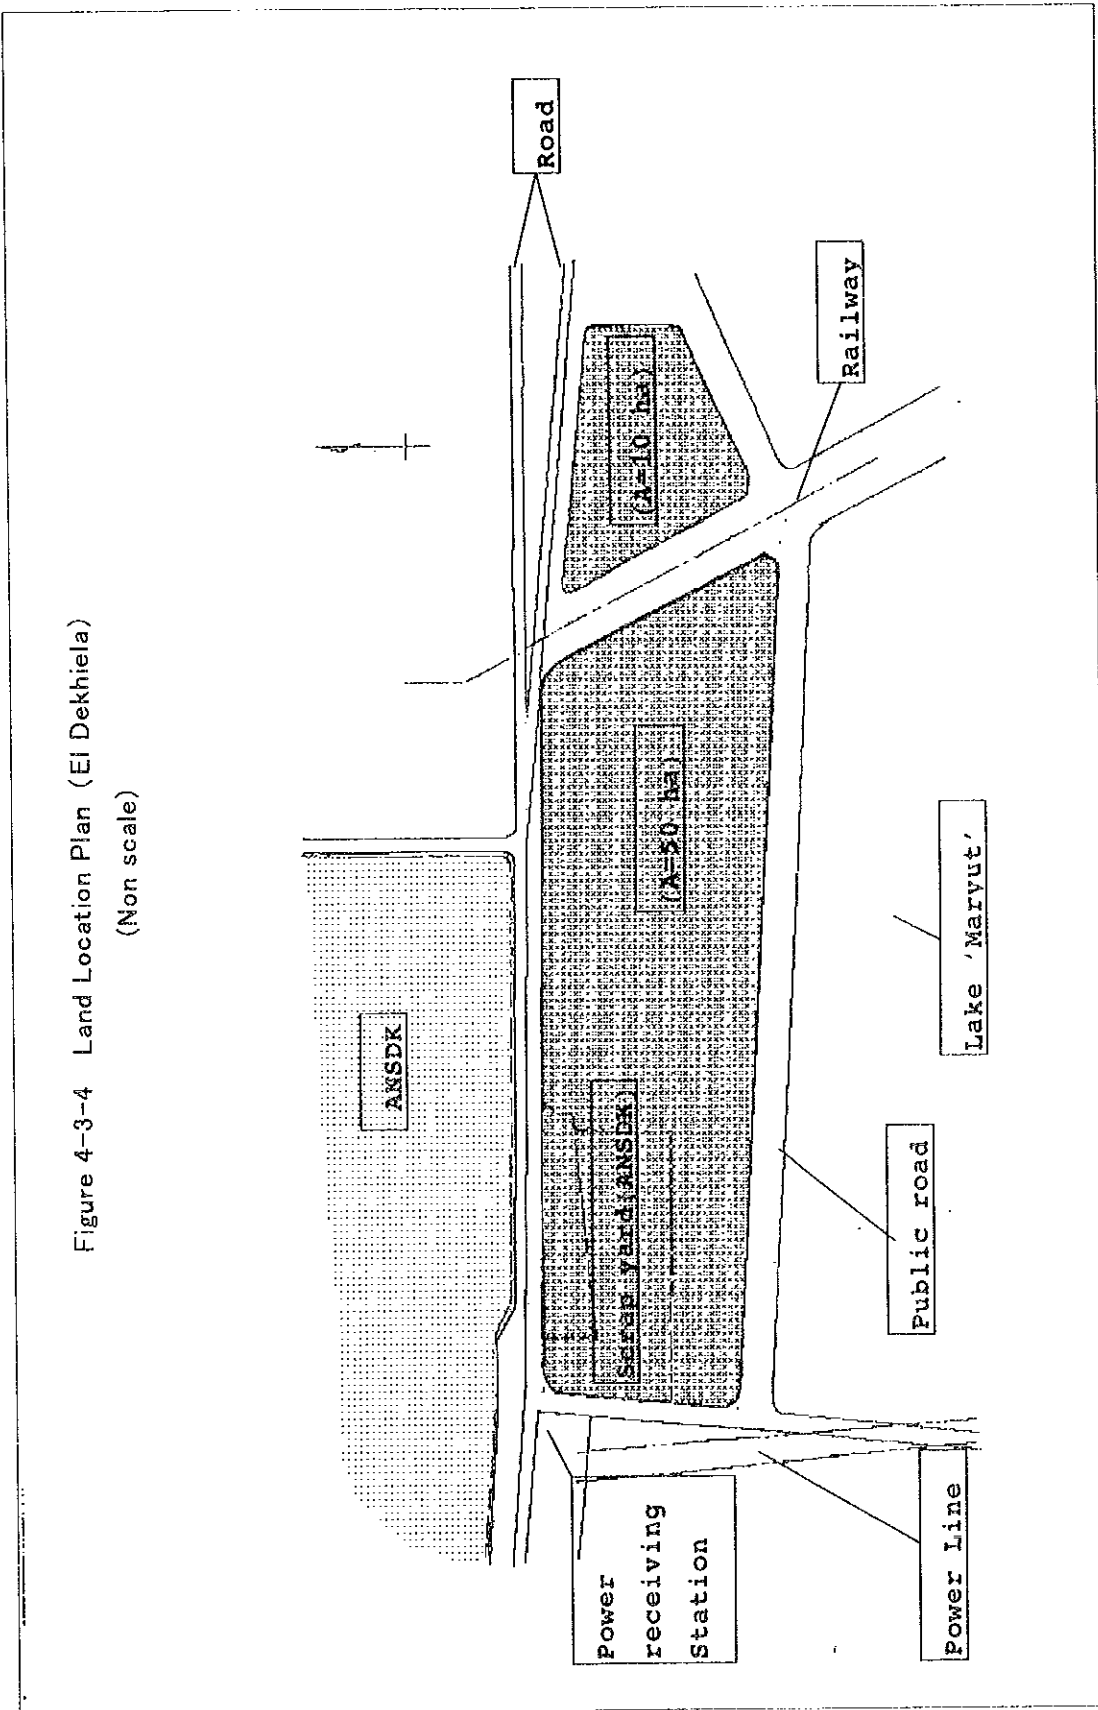 Figure 4-3-4 Land Location Plan (El Dekhiela)
(Non scale)
Road
Railway
(A=10 ha)
ANSDK
(A=50 ha)
Scrap yard(ANSDK)
Lake 'Marvut'
Public road
Power
receiving
Station
Power Line